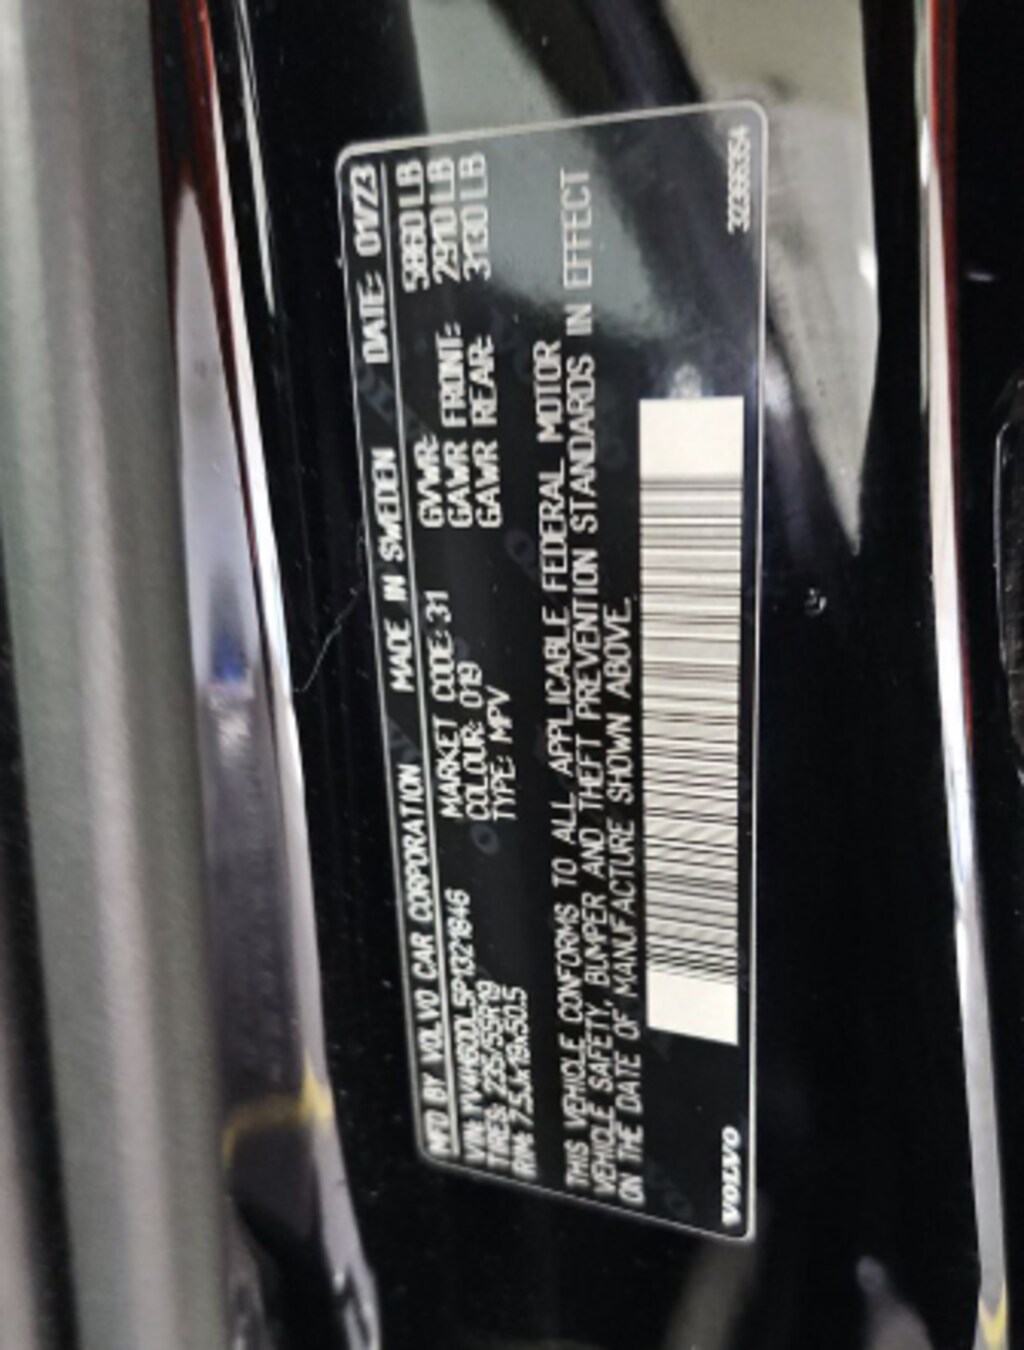 MFD BY VOLVO CAR CORPORATION MADE IN SWEDEN DATE: 01/23
VIN: YV4H60DL5P1321846 MARKET CODE: 31 GVWR: 5860 LB
TIRES: 235/55R19 COLOUR: 019 GAWR FRONT: 2910 LB
RIM: 7.5Jx19x50.5 TYPE: MPV GAWR REAR: 3130 LB
THIS VEHICLE CONFORMS TO ALL APPLICABLE FEDERAL MOTOR
VEHICLE SAFETY, BUMPER AND THEFT PREVENTION STANDARDS IN EFFECT
ON THE DATE OF MANUFACTURE SHOWN ABOVE.
VOLVO 32366354